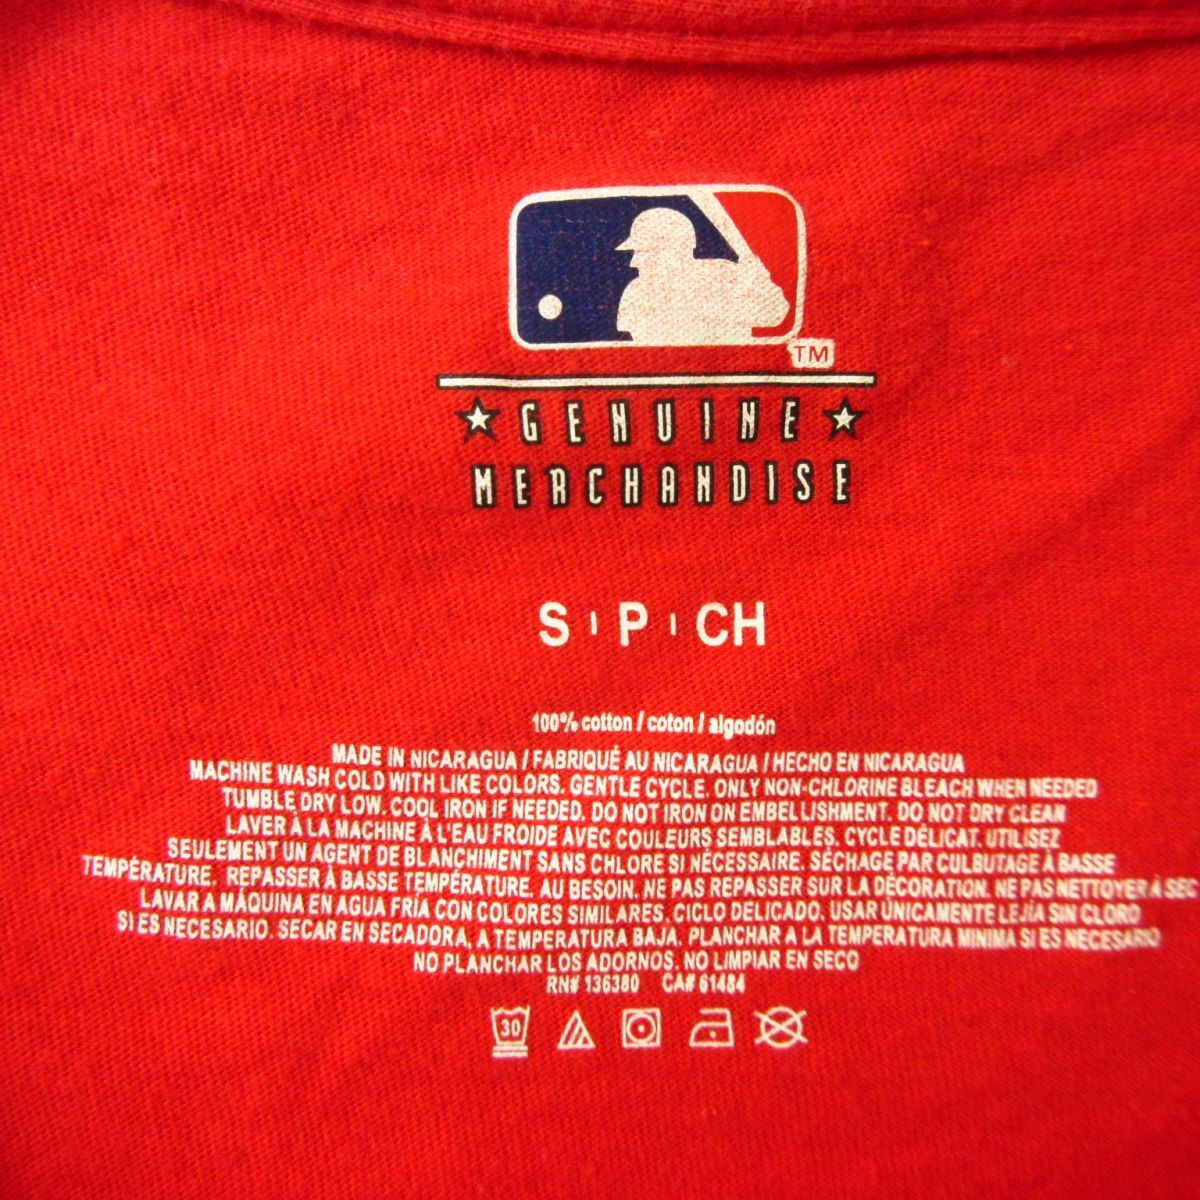 TM
GENUINE
MERCHANDISE
S | P | CH
100% cotton / coton / algodón
MADE IN NICARAGUA / FABRIQUÉ AU NICARAGUA / HECHO EN NICARAGUA
MACHINE WASH COLD WITH LIKE COLORS. GENTLE CYCLE. ONLY NON-CHLORINE BLEACH WHEN NEEDED
TUMBLE DRY LOW. COOL IRON IF NEEDED. DO NOT IRON ON EMBELLISHMENT. DO NOT DRY CLEAN
LAVER À LA MACHINE À L'EAU FROIDE AVEC COULEURS SEMBLABLES. CYCLE DÉLICAT. UTILISEZ
SEULEMENT UN AGENT DE BLANCHIMENT SANS CHLORE SI NÉCESSAIRE. SÉCHAGE PAR CULBUTAGE À BASSE
TEMPÉRATURE. REPASSER À BASSE TEMPÉRATURE. AU BESOIN. NE PAS REPASSER SUR LA DÉCORATION. NE PAS NETTOYER À SEC
LAVAR A MÁQUINA EN AGUA FRÍA CON COLORES SIMILARES. CICLO DELICADO. USAR ÚNICAMENTE LEJÍA SIN CLORO
SI ES NECESARIO. SECAR EN SECADORA, A TEMPERATURA BAJA. PLANCHAR A LA TEMPERATURA MINIMA SI ES NECESARIO
NO PLANCHAR LOS ADORNOS. NO LIMPIAR EN SECO
RN# 136380 CA# 61484
30